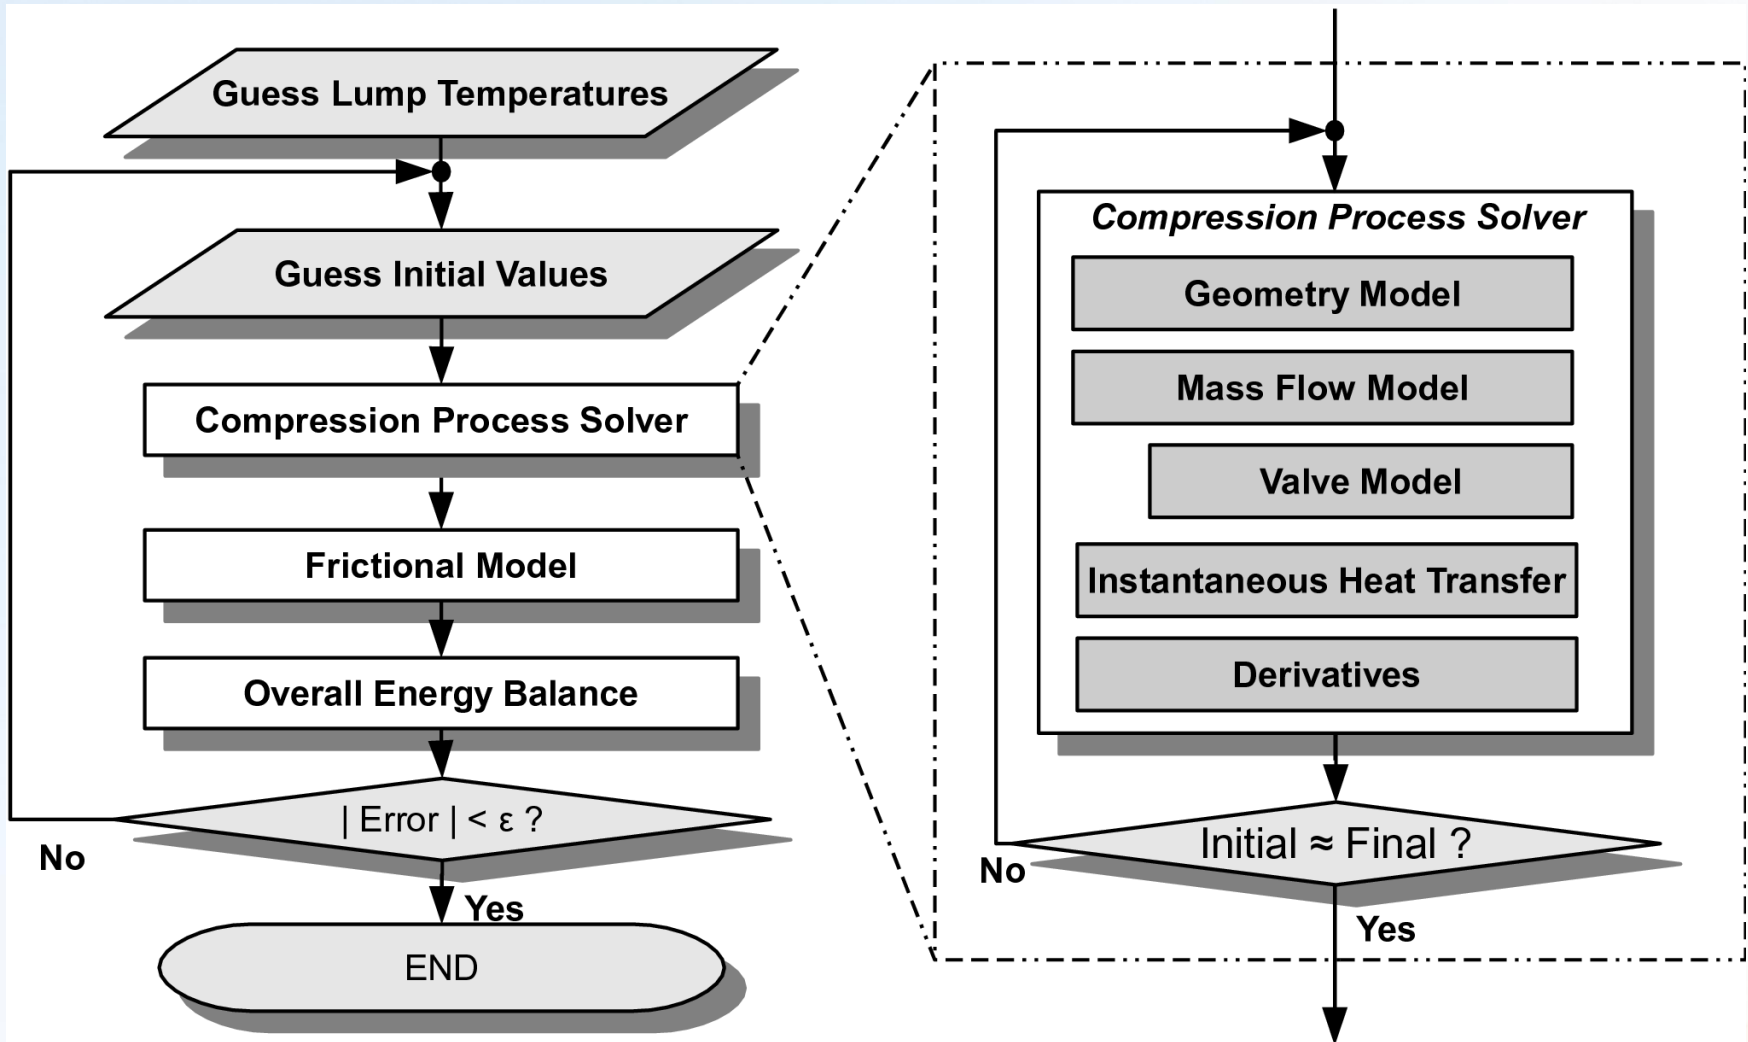 Guess Lump Temperatures
Guess Initial Values
Compression Process Solver
Frictional Model
Overall Energy Balance
| Error | < ε ?
No
Yes
END
Compression Process Solver
Geometry Model
Mass Flow Model
Valve Model
Instantaneous Heat Transfer
Derivatives
Initial ≈ Final ?
No
Yes